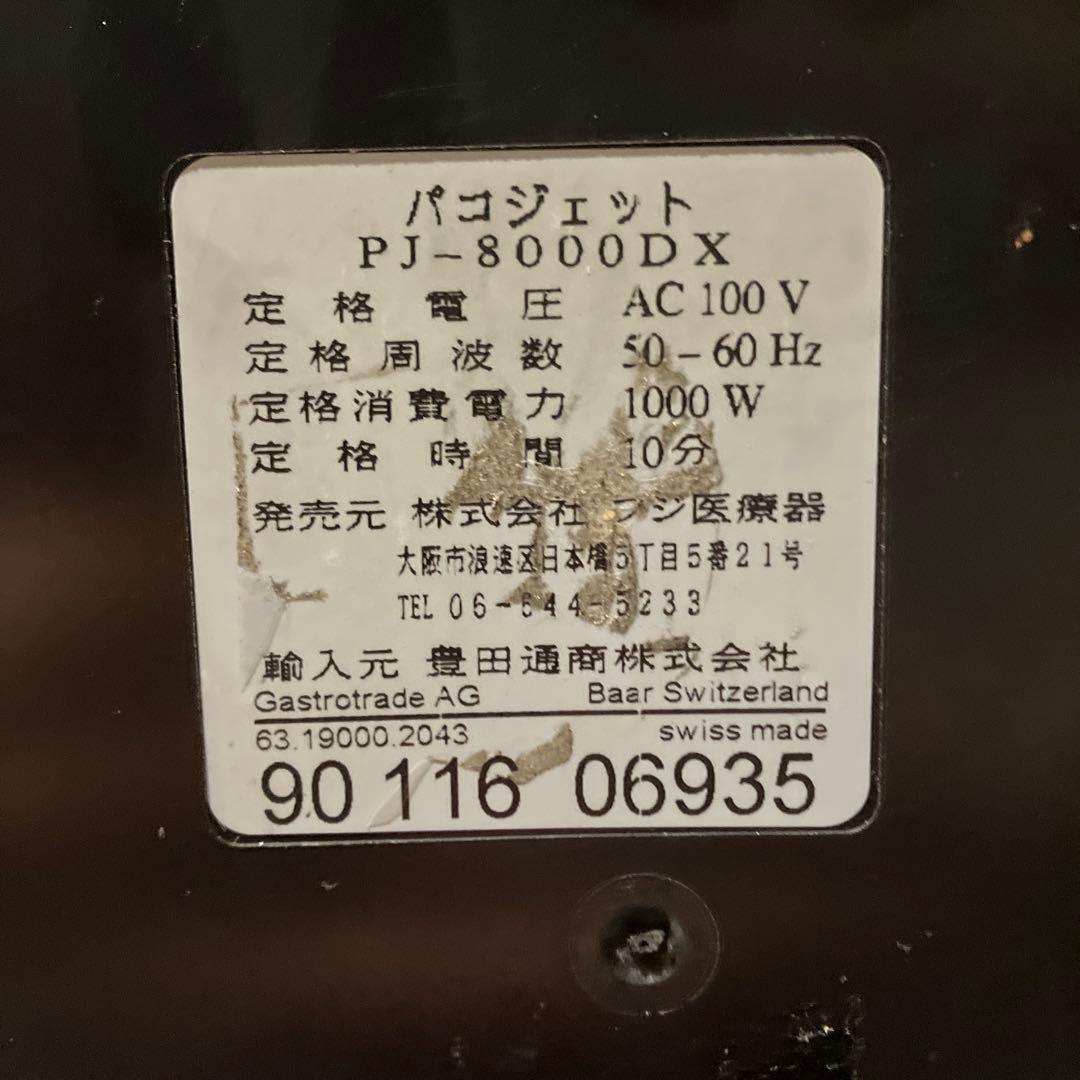 パコジェット
PJ-8000DX
定格電圧 AC 100 V
定格周波数 50-60 Hz
定格消費電力 1000 W
定格時間 10分
発売元 株式会社 フジ医療器
大阪市浪速区日本橋5丁目5番21号
TEL 06-644-5233
輸入元 豊田通商株式会社
Gastrotrade AG Baar Switzerland
63.19000.2043 swiss made
90 116 06935